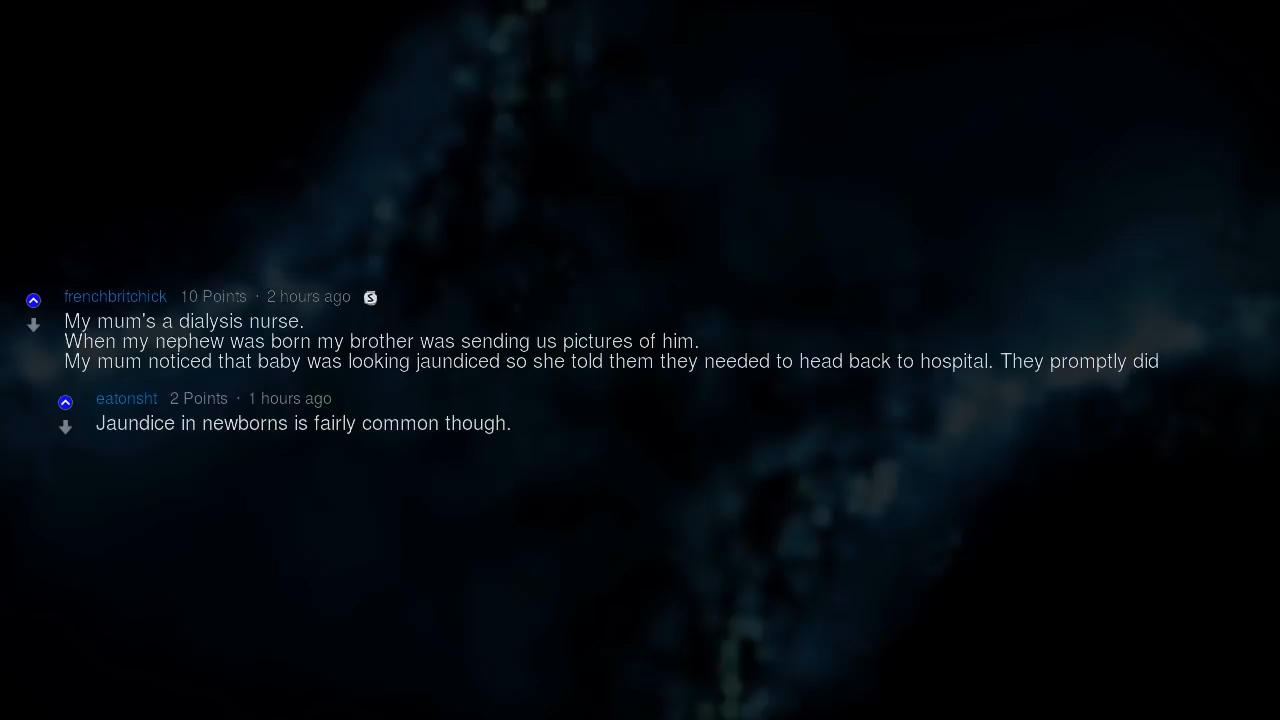 frenchbritchick 10 Points · 2 hours ago
My mum's a dialysis nurse.
When my nephew was born my brother was sending us pictures of him.
My mum noticed that baby was looking jaundiced so she told them they needed to head back to hospital. They promptly did
eatonsht 2 Points · 1 hours ago
Jaundice in newborns is fairly common though.